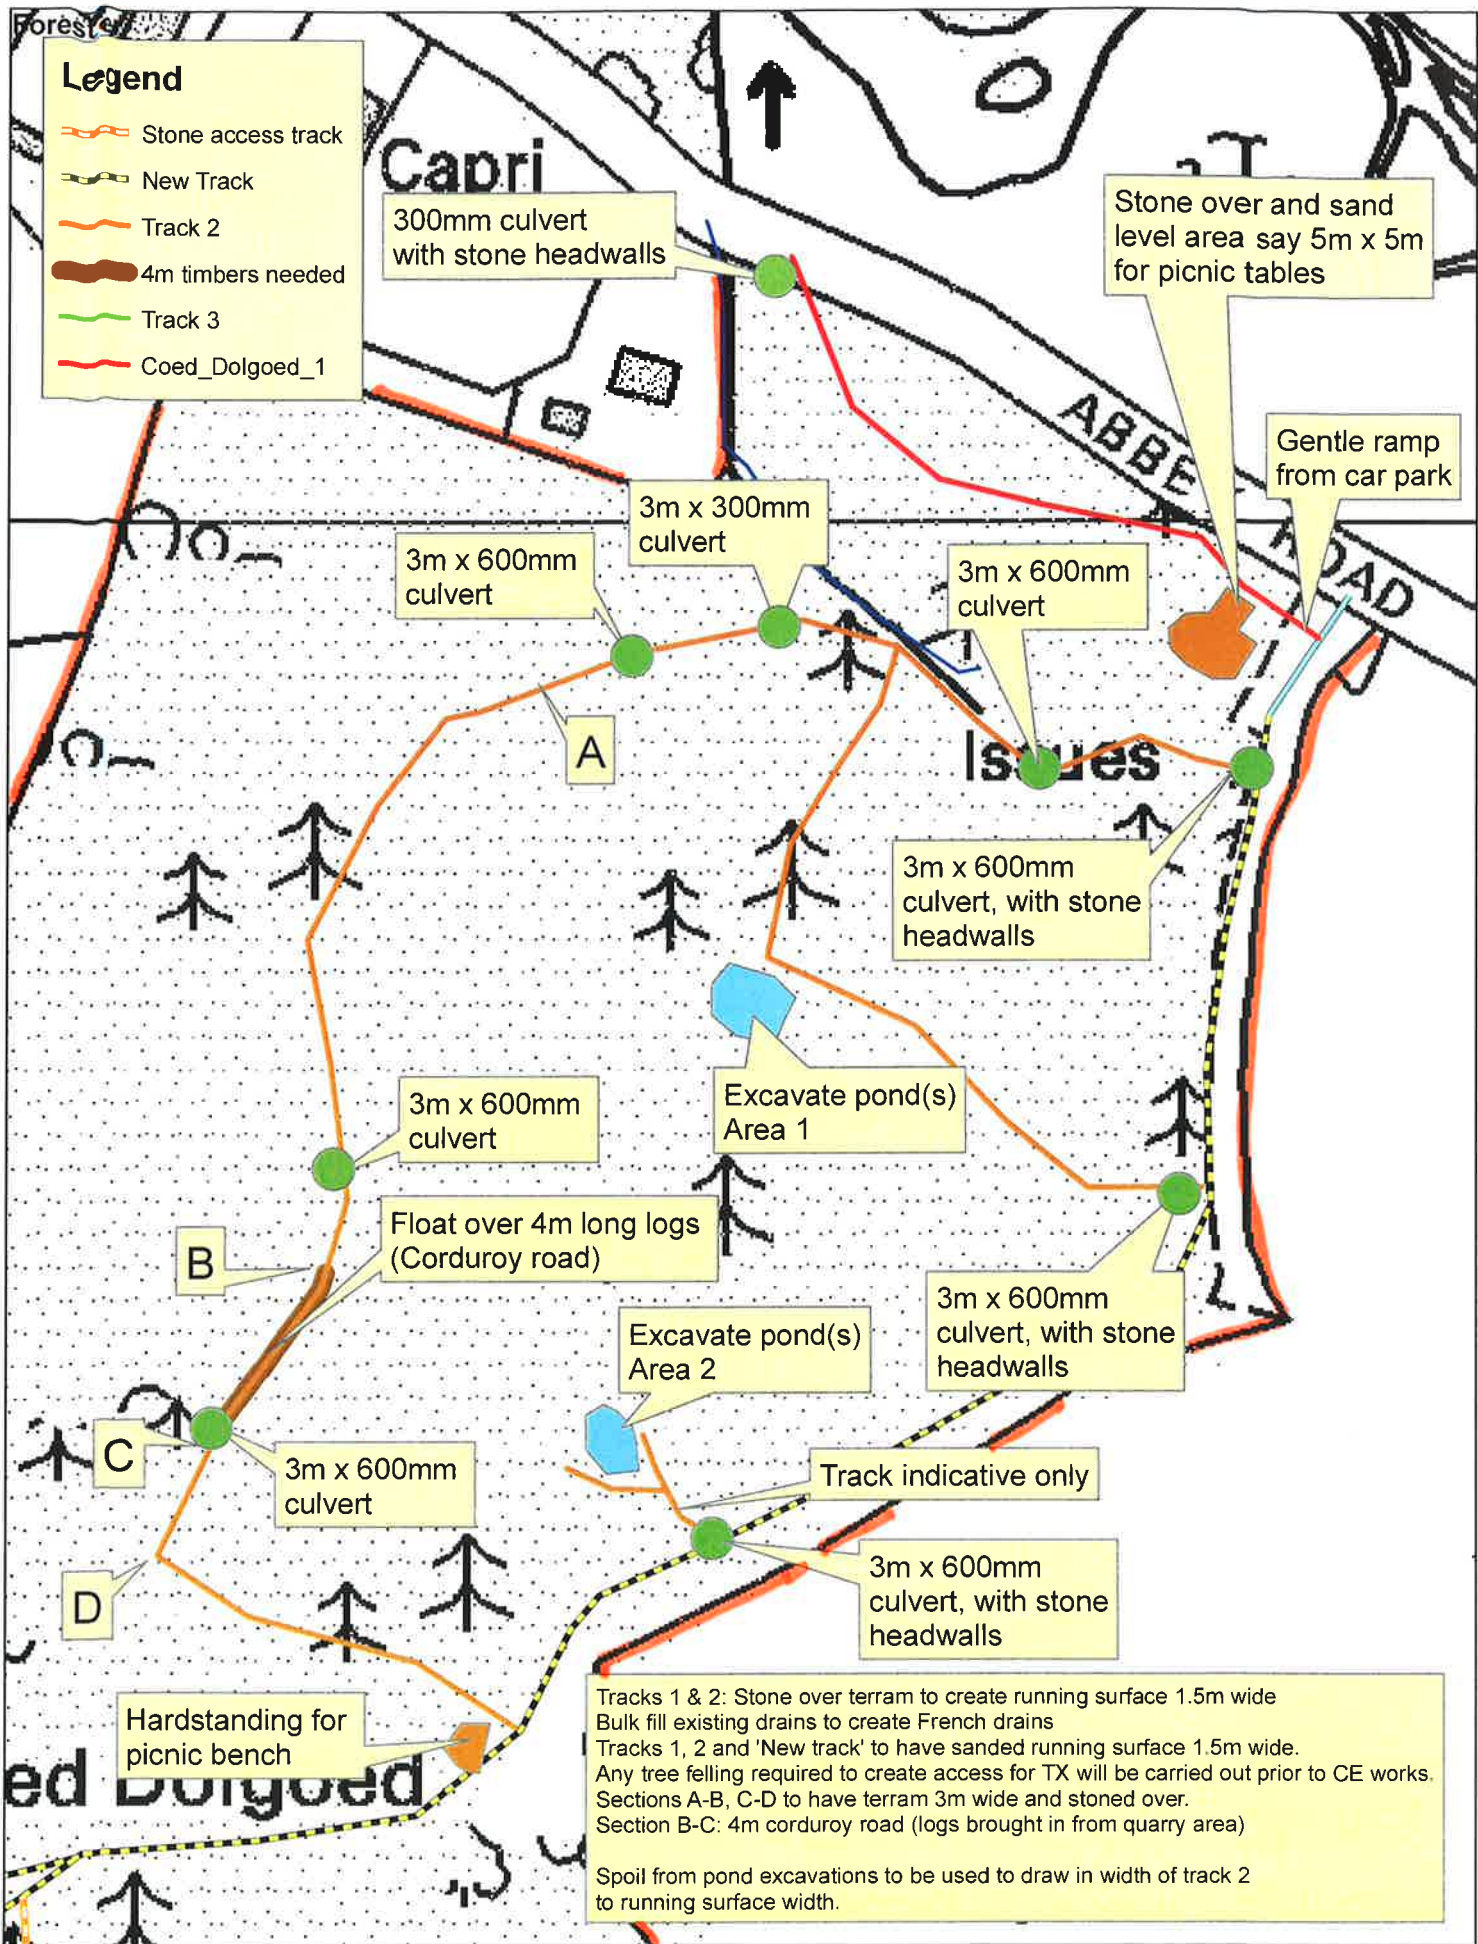 Forest
Legend
Stone access track
New Track
Track 2
4m timbers needed
Track 3
Coed_Dolgoed_1
Capri
300mm culvert
with stone headwalls
Stone over and sand
level area say 5m x 5m
for picnic tables
ABBE
ROAD
Gentle ramp
from car park
3m x 300mm
culvert
3m x 600mm
culvert
3m x 600mm
culvert
A
Issues
3m x 600mm
culvert, with stone
headwalls
Excavate pond(s)
Area 1
3m x 600mm
culvert
Float over 4m long logs
(Corduroy road)
B
3m x 600mm
culvert, with stone
headwalls
Excavate pond(s)
Area 2
C
3m x 600mm
culvert
Track indicative only
3m x 600mm
culvert, with stone
headwalls
D
Hardstanding for
picnic bench
ed Dolgoed
Tracks 1 & 2: Stone over terram to create running surface 1.5m wide
Bulk fill existing drains to create French drains
Tracks 1, 2 and 'New track' to have sanded running surface 1.5m wide.
Any tree felling required to create access for TX will be carried out prior to CE works.
Sections A-B, C-D to have terram 3m wide and stoned over.
Section B-C: 4m corduroy road (logs brought in from quarry area)
Spoil from pond excavations to be used to draw in width of track 2
to running surface width.